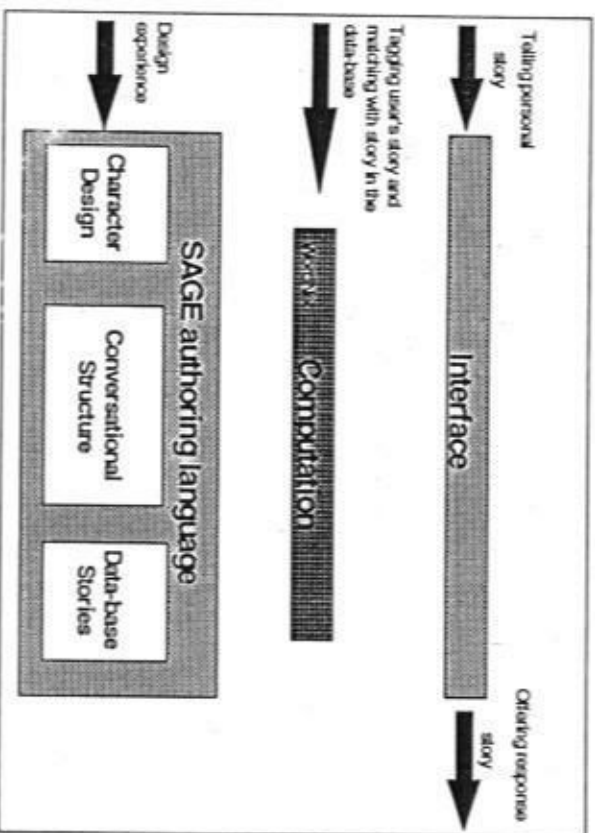 Telling personal
story
Interface
Offering response
story
Tagging user's story and
matching with story in the
data-base
WordNet
Computation
Design
experience
SAGE authoring language
Character
Design
Conversational
Structure
Data-base
Stories